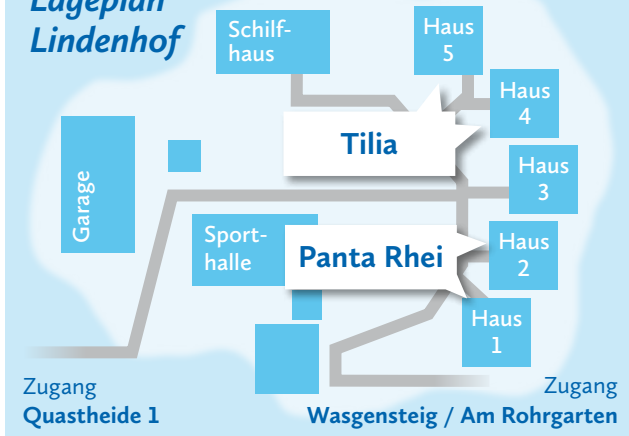 Lageplan
Lindenhof
Schilf-
haus
Haus
5
Haus
4
Tilia
Haus
3
Garage
Sport-
halle
Panta Rhei
Haus
2
Haus
1
Zugang
Quastheide 1
Zugang
Wasgensteig / Am Rohrgarten